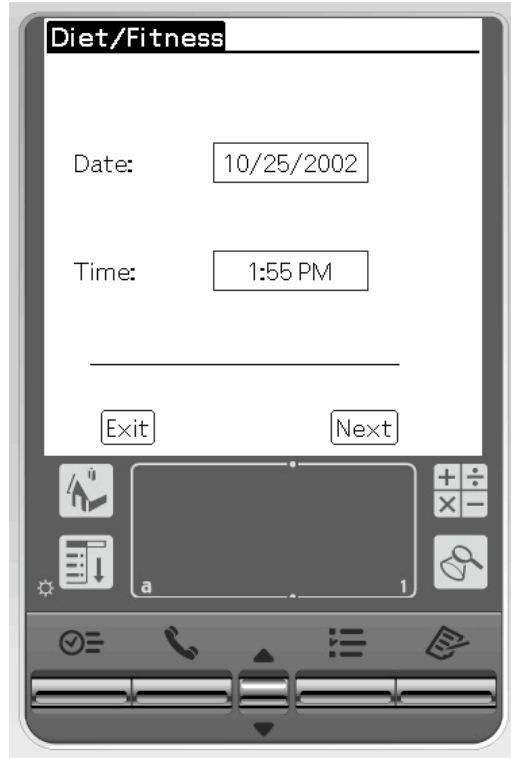 Diet/Fitness
Date: 10/25/2002
Time: 1:55 PM
Exit Next
+ ÷
× −
a 1